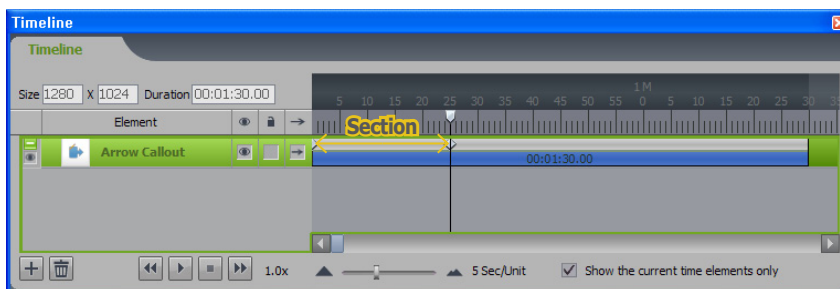 Timeline
Timeline
Size 1280 X 1024 Duration 00:01:30.00
1M
5 10 15 20 25 30 35 40 45 50 55 0 5 10 15 20 25 30
Element
Section
Arrow Callout
00:01:30.00
1.0x
5 Sec/Unit
Show the current time elements only